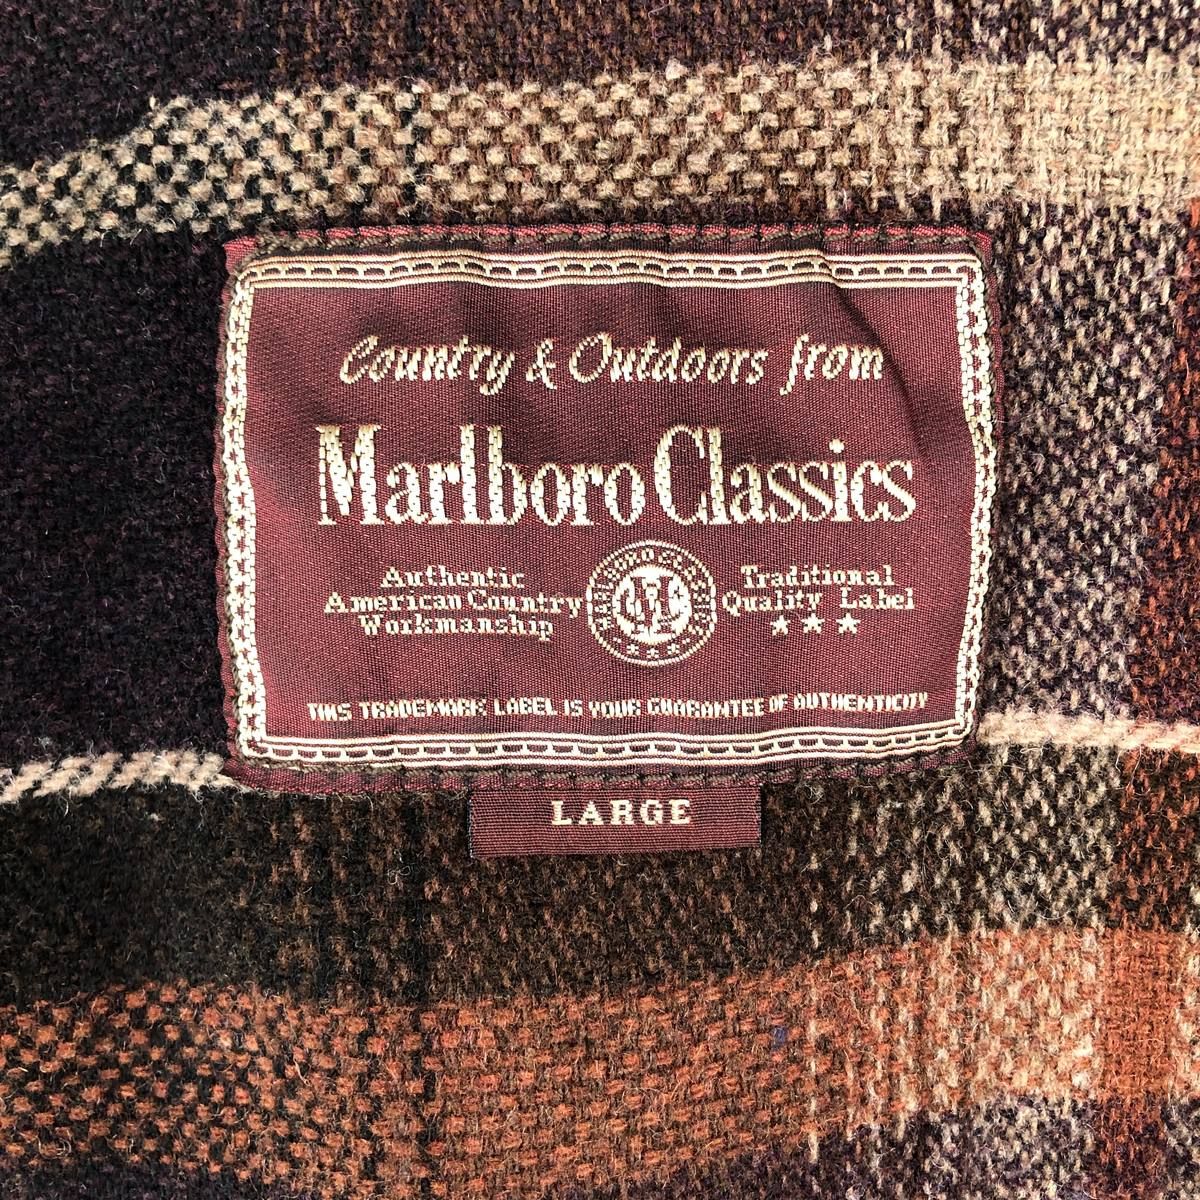 Country & Outdoors from
Marlboro Classics
Authentic
American Country
Workmanship
Traditional
Quality Label
★ ★ ★
THIS TRADEMARK LABEL IS YOUR GUARANTEE OF AUTHENTICITY
LARGE